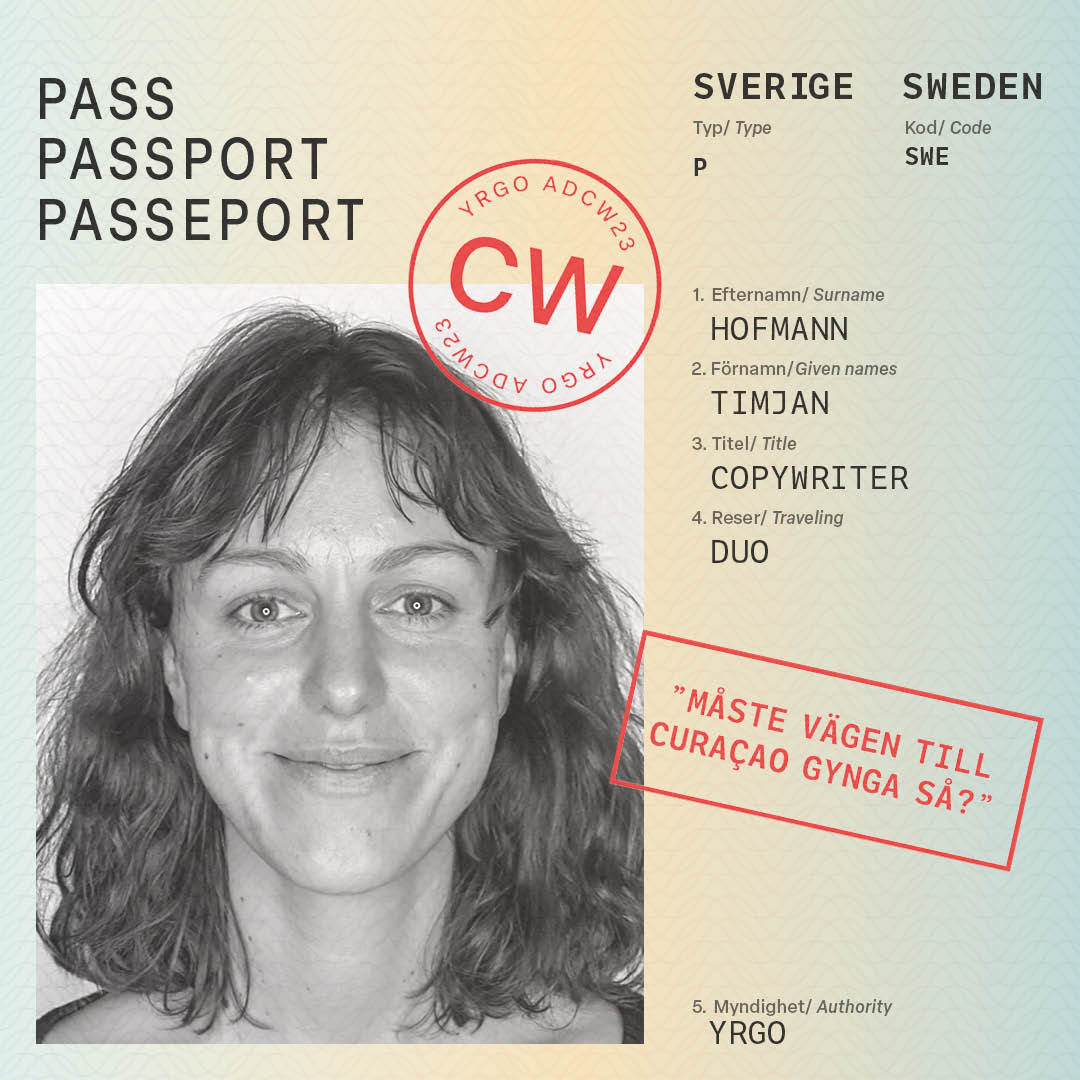 PASS
PASSPORT
PASSEPORT
SVERIGE SWEDEN
Typ/ Type Kod/ Code
P SWE
YRGO ADCW23
CW
YRGO ADCW23
1. Efternamn/ Surname
HOFMANN
2. Förnamn/Given names
TIMJAN
3. Titel/ Title
COPYWRITER
4. Reser/ Traveling
DUO
”MÅSTE VÄGEN TILL
CURAÇAO GYNGA SÅ?”
5. Myndighet/ Authority
YRGO